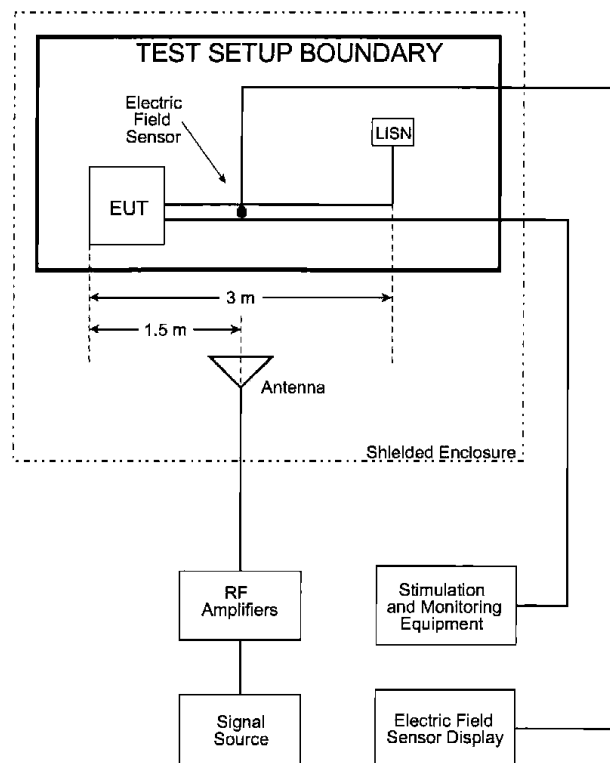 TEST SETUP BOUNDARY
Electric
Field
Sensor
LISN
EUT
3 m
1.5 m
Antenna
Shielded Enclosure
RF
Amplifiers
Stimulation
and Monitoring
Equipment
Signal
Source
Electric Field
Sensor Display